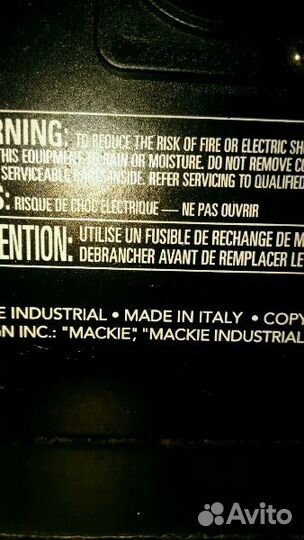 RNING: TO REDUCE THE RISK OF FIRE OR ELECTRIC SH
THIS EQUIPMENT TO RAIN OR MOISTURE. DO NOT REMOVE CO
SERVICEABLE PARTS INSIDE. REFER SERVICING TO QUALIFIED
S: RISQUE DE CHOC ELECTRIQUE — NE PAS OUVRIR
ENTION: UTILISE UN FUSIBLE DE RECHANGE DE M
DEBRANCHER AVANT DE REMPLACER LE
E INDUSTRIAL • MADE IN ITALY • COPY
GN INC.: "MACKIE", "MACKIE INDUSTRIAL
Avito